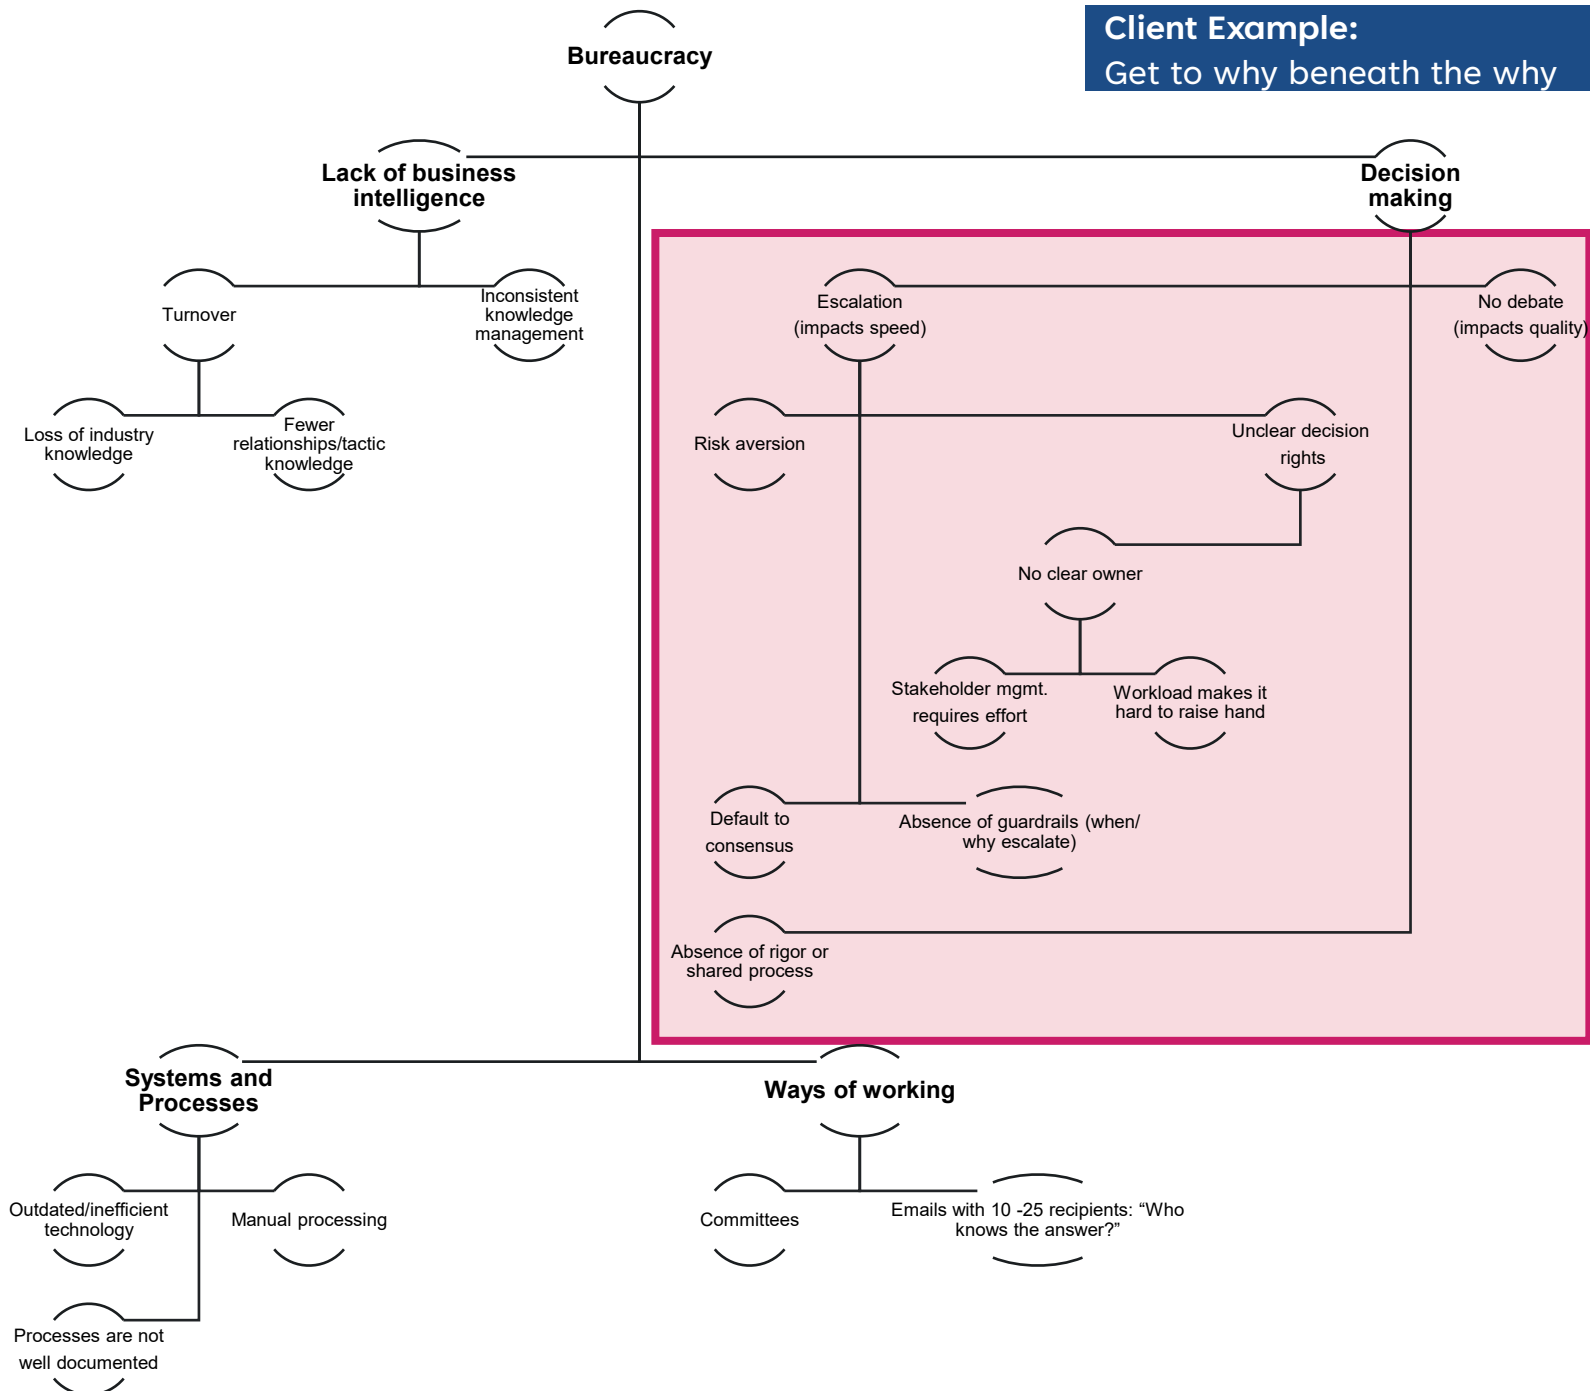 Bureaucracy
Client Example:
Get to why beneath the why
Lack of business
intelligence
Decision
making
Turnover
Inconsistent
knowledge
management
Escalation
(impacts speed)
No debate
(impacts quality)
Loss of industry
knowledge
Fewer
relationships/tactic
knowledge
Risk aversion
Unclear decision
rights
No clear owner
Stakeholder mgmt.
requires effort
Workload makes it
hard to raise hand
Default to
consensus
Absence of guardrails (when/
why escalate)
Absence of rigor or
shared process
Systems and
Processes
Ways of working
Outdated/inefficient
technology
Manual processing
Committees
Emails with 10 -25 recipients: “Who
knows the answer?”
Processes are not
well documented